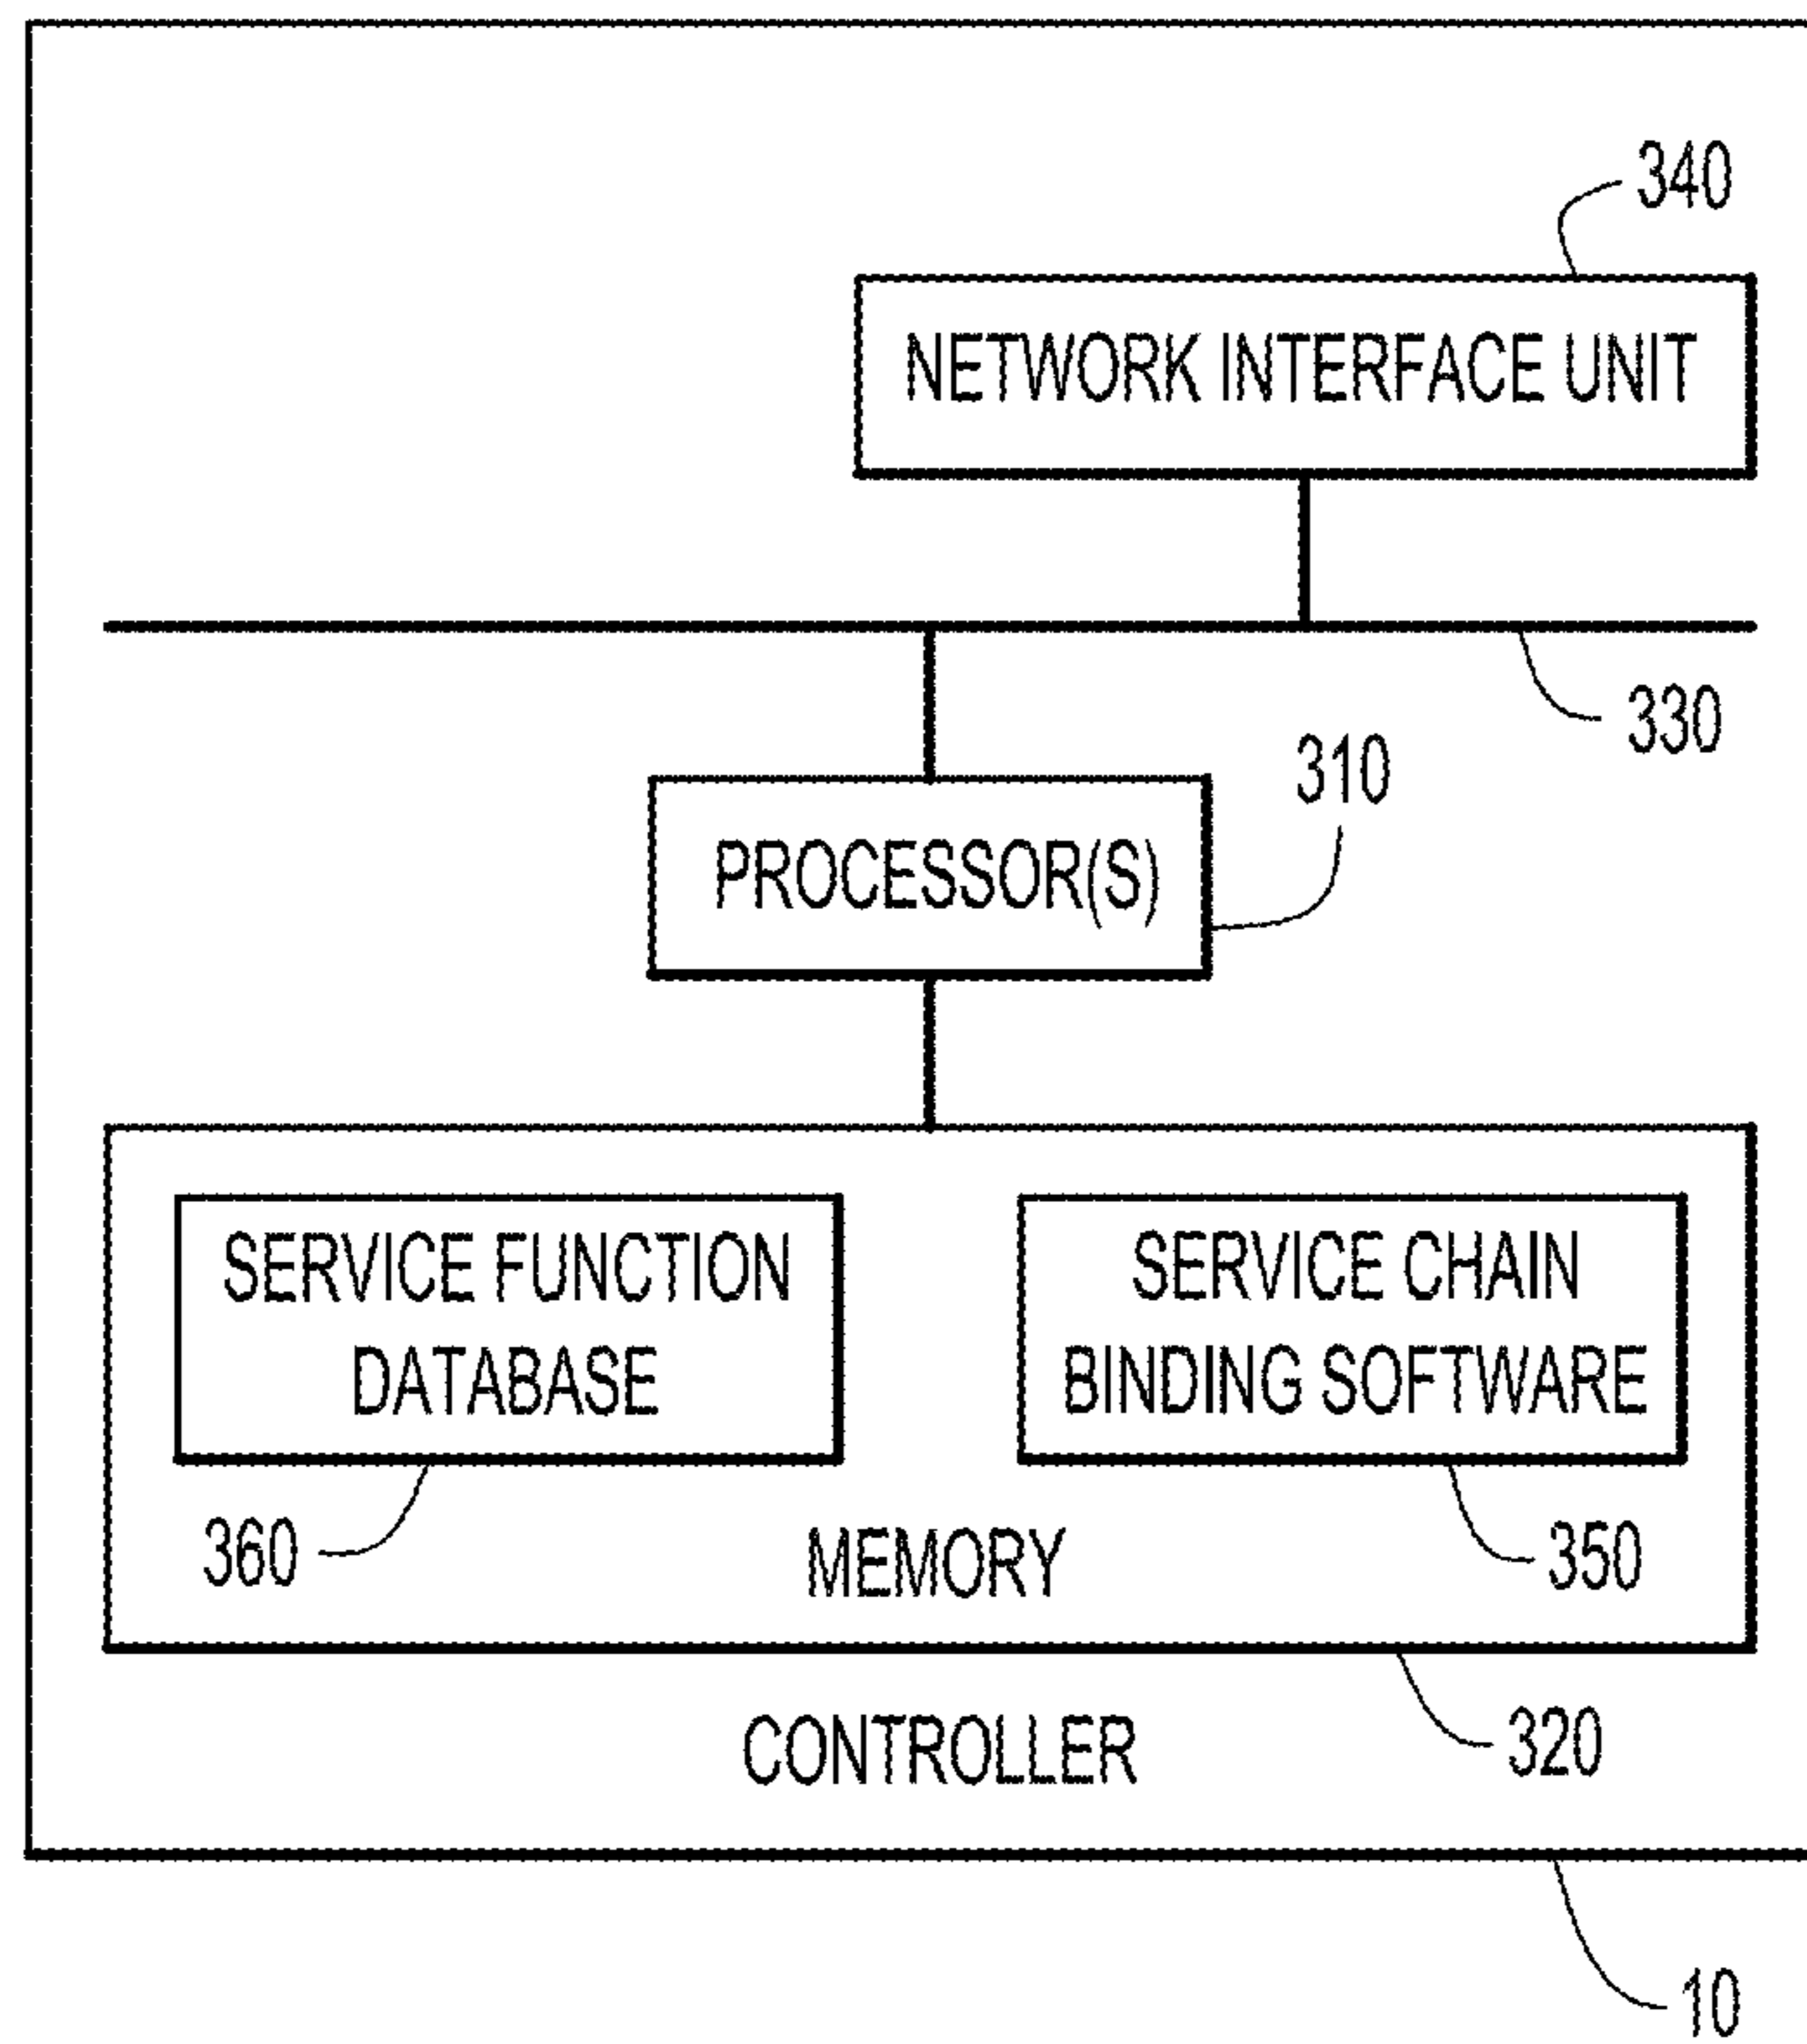 340
NETWORK INTERFACE UNIT
330
310
PROCESSOR(S)
SERVICE FUNCTION
DATABASE
SERVICE CHAIN
BINDING SOFTWARE
360
MEMORY
350
CONTROLLER
320
10